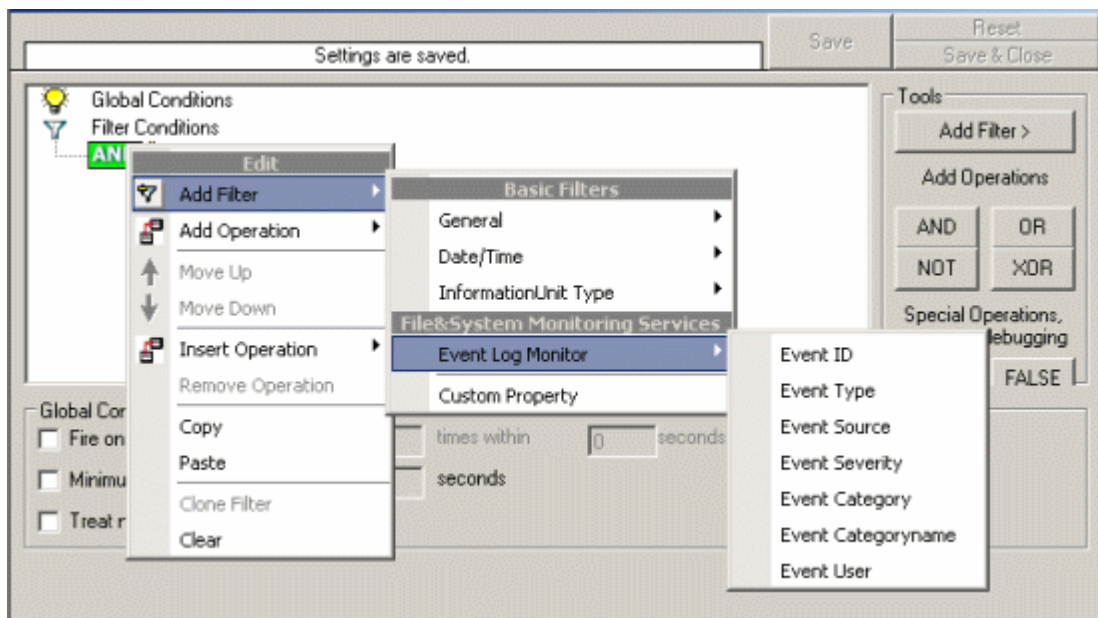 Settings are saved.
Save
Reset
Save & Close
Global Conditions
Filter Conditions
Edit
Add Filter
Add Operation
Move Up
Move Down
Insert Operation
Remove Operation
Copy
Paste
Clone Filter
Clear
Basic Filters
General
Date/Time
InformationUnit Type
File&System Monitoring Services
Event Log Monitor
Custom Property
Event ID
Event Type
Event Source
Event Severity
Event Category
Event Categoryname
Event User
Tools
Add Filter >
Add Operations
AND OR
NOT XOR
Special Operations,
FALSE
Global
Fire on times within 0 seconds
seconds